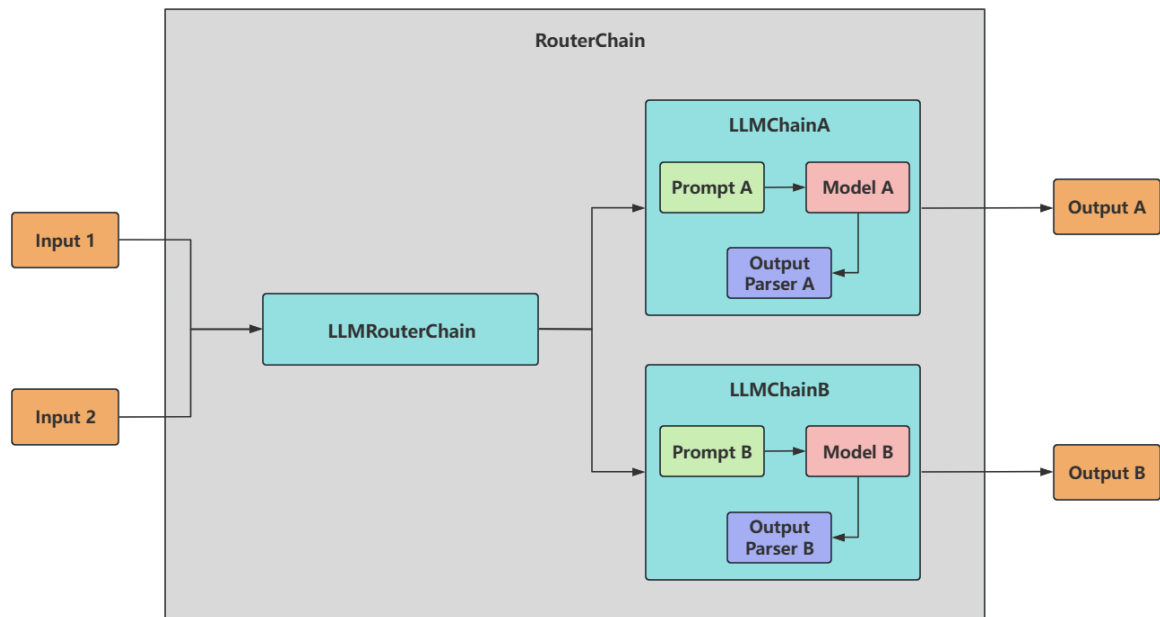 RouterChain
LLMChainA
Prompt A
Model A
Output
Parser A
Output A
Input 1
LLMRouterChain
Input 2
LLMChainB
Prompt B
Model B
Output
Parser B
Output B